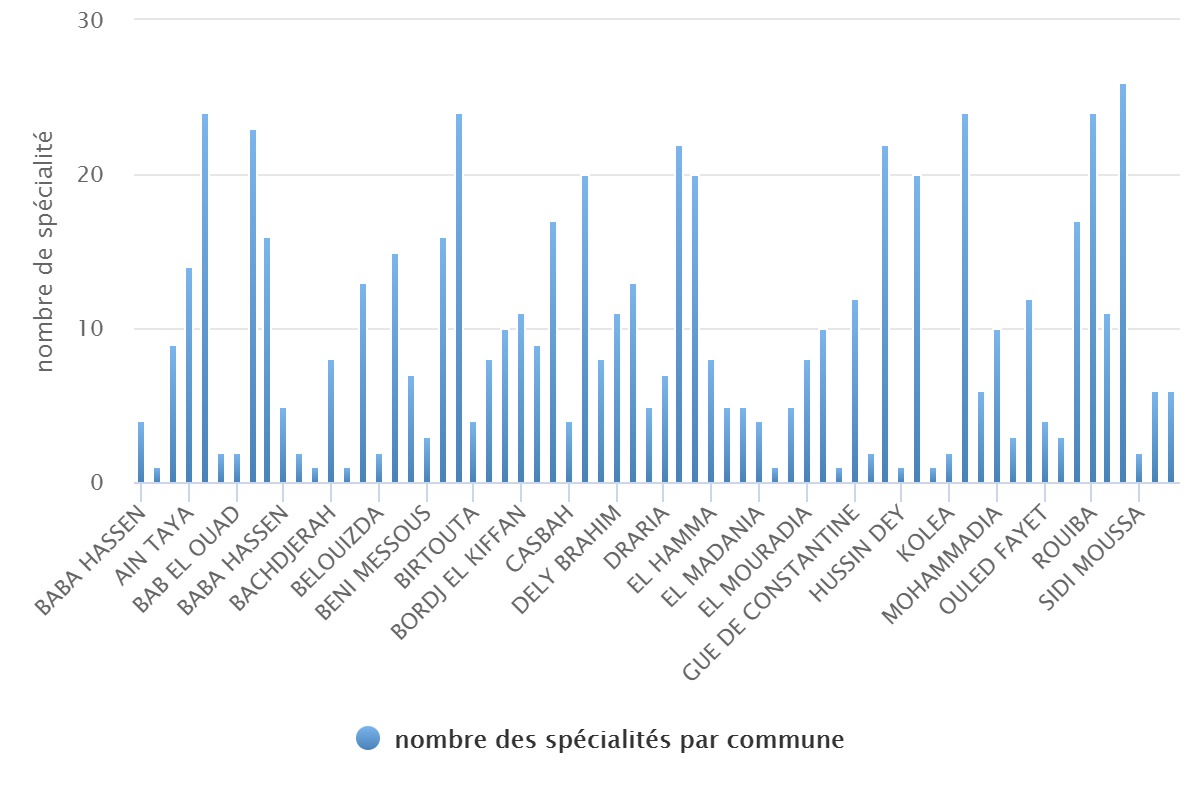 30
20
10
0
nombre de spécialité
BABA HASSEN
AIN TAYA
BAB EL OUAD
BABA HASSEN
BACHDJERAH
BELOUIZDA
BENI MESSOUS
BIRTOUTA
BORDJ EL KIFFAN
CASBAH
DELY BRAHIM
DRARIA
EL HAMMA
EL MADANIA
EL MOURADIA
GUE DE CONSTANTINE
HUSSIN DEY
KOLEA
MOHAMMADIA
OULED FAYET
ROUIBA
SIDI MOUSSA
nombre des spécialités par commune